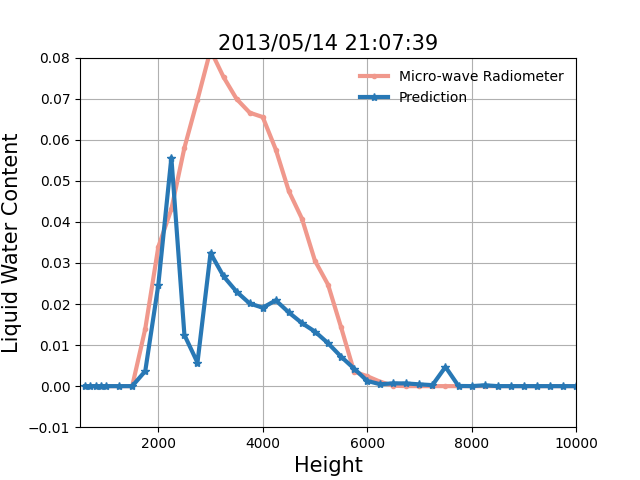 2013/05/14 21:07:39
Micro-wave Radiometer
Prediction
Liquid Water Content
0.08
0.07
0.06
0.05
0.04
0.03
0.02
0.01
0.00
−0.01
2000 4000 6000 8000 10000
Height